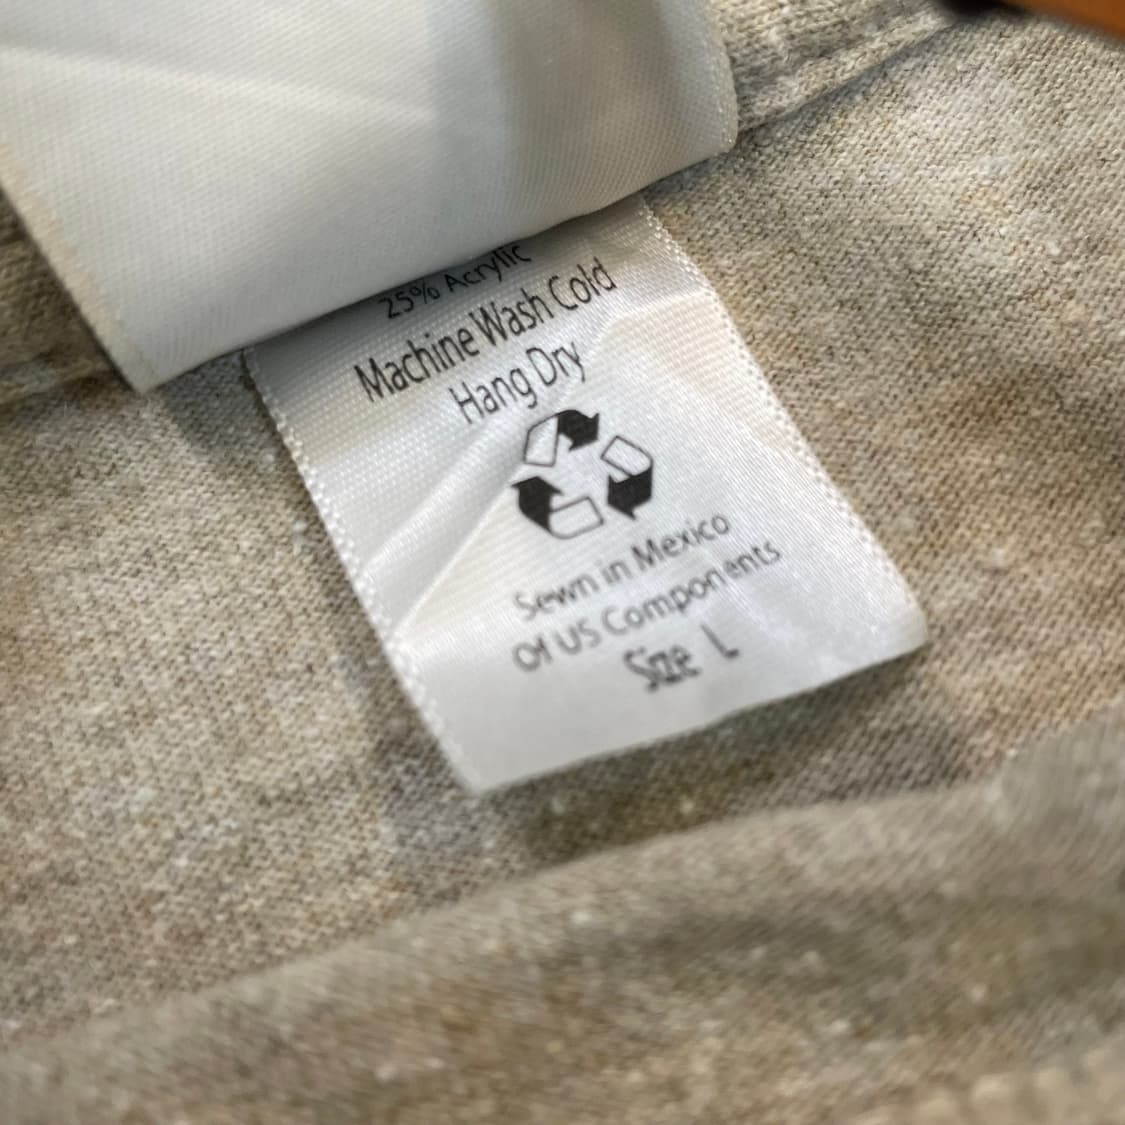 25% Acrylic
Machine Wash Cold
Hang Dry
Sewn in Mexico
Of US Components
Size L